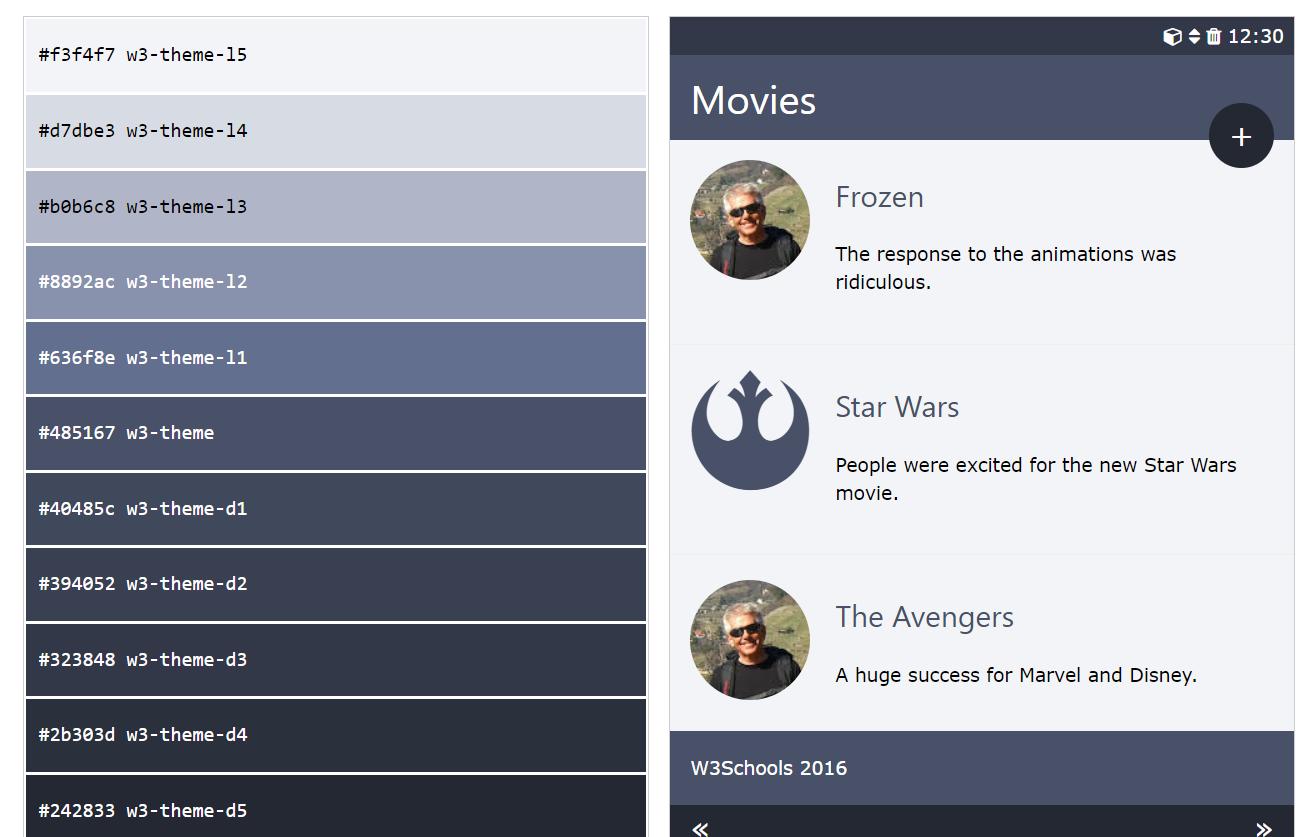 #f3f4f7 w3-theme-l5
#d7dbe3 w3-theme-l4
#b0b6c8 w3-theme-l3
#8892ac w3-theme-l2
#636f8e w3-theme-l1
#485167 w3-theme
#40485c w3-theme-d1
#394052 w3-theme-d2
#323848 w3-theme-d3
#2b303d w3-theme-d4
#242833 w3-theme-d5
12:30
Movies
+
Frozen
The response to the animations was
ridiculous.
Star Wars
People were excited for the new Star Wars
movie.
The Avengers
A huge success for Marvel and Disney.
W3Schools 2016
« »